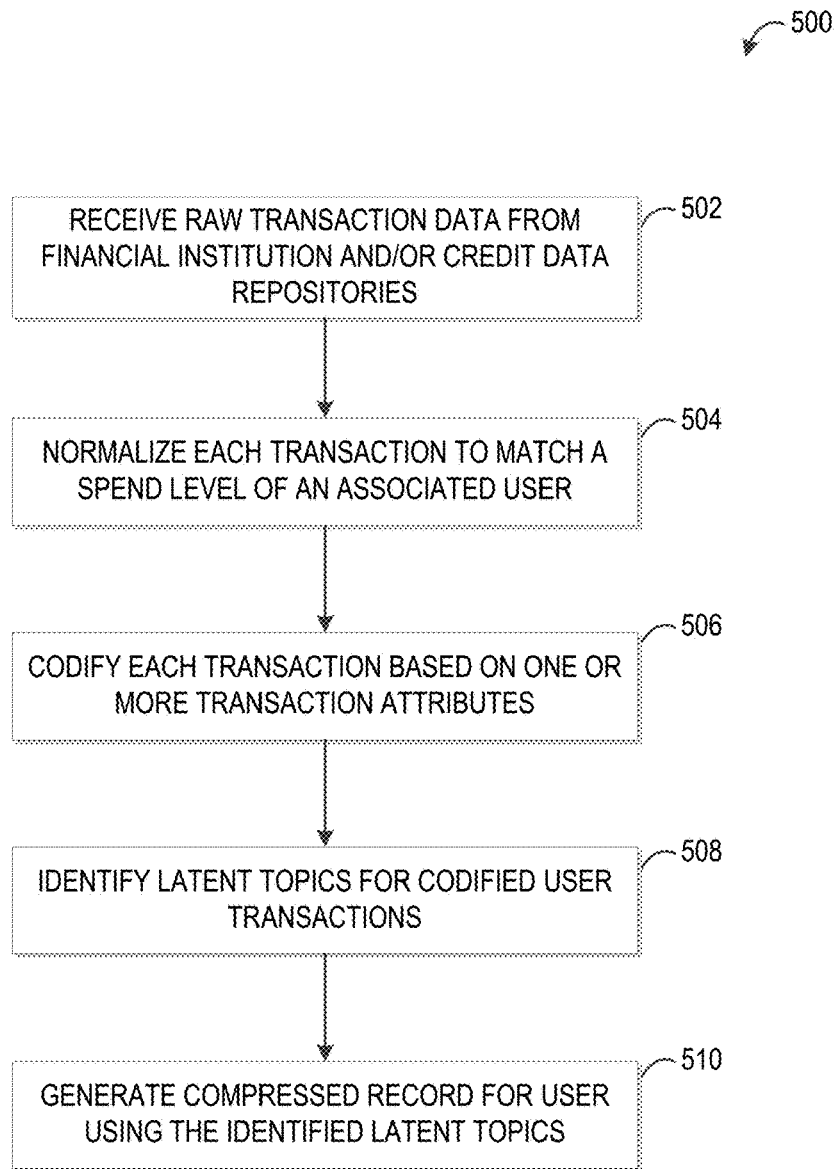 500
RECEIVE RAW TRANSACTION DATA FROM
FINANCIAL INSTITUTION AND/OR CREDIT DATA
REPOSITORIES
502
NORMALIZE EACH TRANSACTION TO MATCH A
SPEND LEVEL OF AN ASSOCIATED USER
504
CODIFY EACH TRANSACTION BASED ON ONE OR
MORE TRANSACTION ATTRIBUTES
506
IDENTIFY LATENT TOPICS FOR CODIFIED USER
TRANSACTIONS
508
GENERATE COMPRESSED RECORD FOR USER
USING THE IDENTIFIED LATENT TOPICS
510